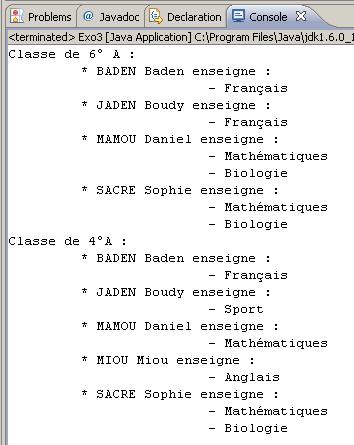 Problems @ Javadoc Declaration Console
<terminated> Exo3 [Java Application] C:\Program Files\Java\jdk1.6.0_1
Classe de 6° A :
* BADEN Baden enseigne :
- Français
* JADEN Boudy enseigne :
- Français
* MAMOU Daniel enseigne :
- Mathématiques
- Biologie
* SACRE Sophie enseigne :
- Mathématiques
- Biologie
Classe de 4°A :
* BADEN Baden enseigne :
- Français
* JADEN Boudy enseigne :
- Sport
* MAMOU Daniel enseigne :
- Mathématiques
* MIOU Miou enseigne :
- Anglais
* SACRE Sophie enseigne :
- Mathématiques
- Biologie